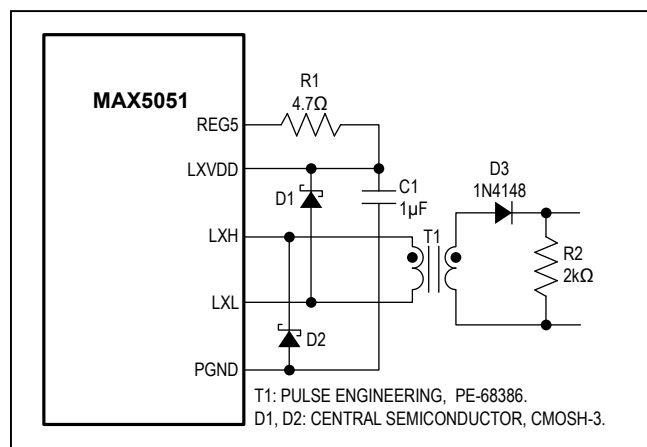 MAX5051
R1
4.7Ω
REG5
LXVDD
D3
1N4148
D1
C1
1µF
T1
LXH
R2
2kΩ
LXL
D2
PGND
T1: PULSE ENGINEERING, PE-68386.
D1, D2: CENTRAL SEMICONDUCTOR, CMOSH-3.